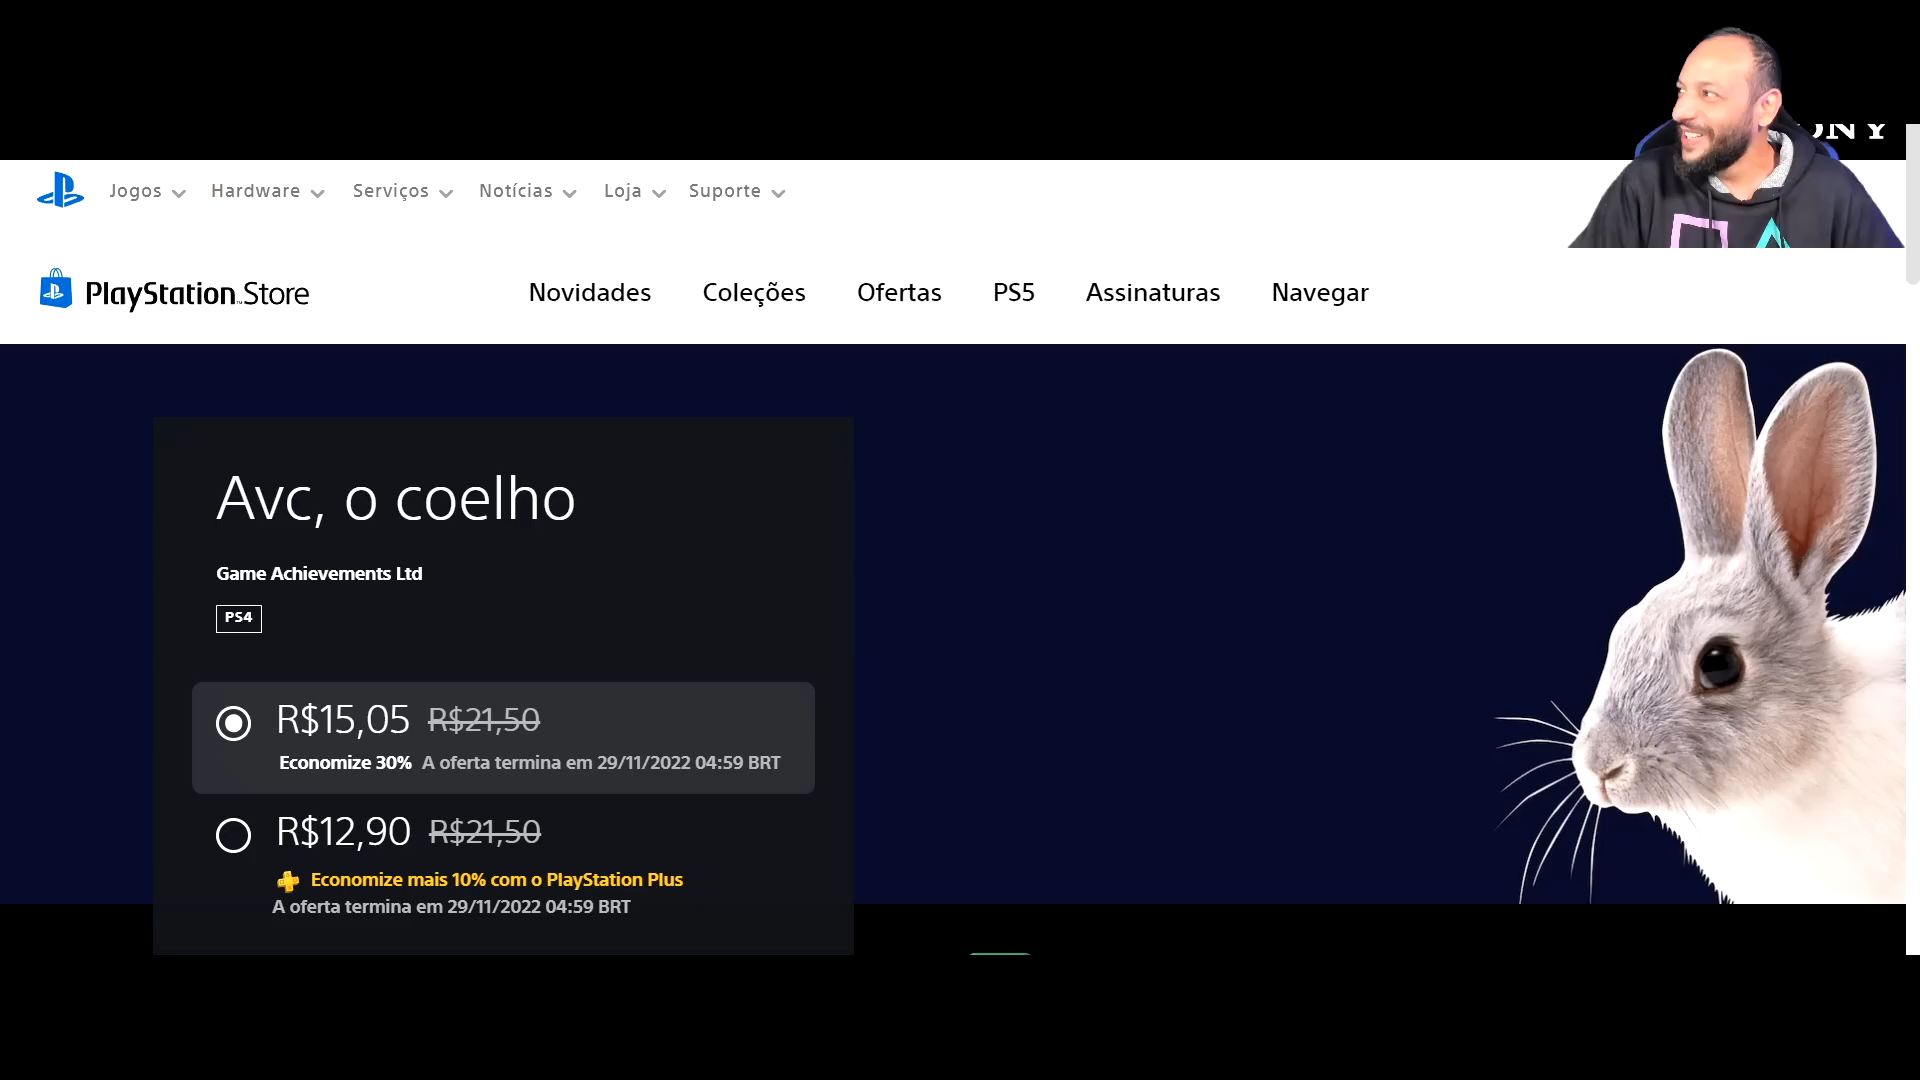 Jogos Hardware Serviços Notícias Loja Suporte
PlayStation Store Novidades Coleções Ofertas PS5 Assinaturas Navegar
Avc, o coelho
Game Achievements Ltd
PS4
R$15,05 R$21,50
Economize 30% A oferta termina em 29/11/2022 04:59 BRT
R$12,90 R$21,50
Economize mais 10% com o PlayStation Plus
A oferta termina em 29/11/2022 04:59 BRT